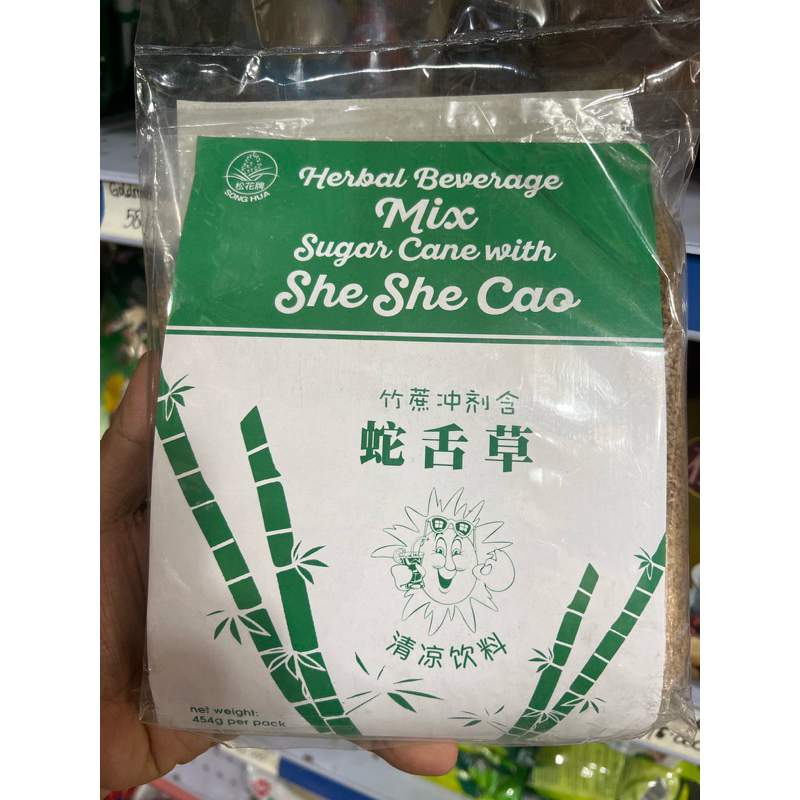 松花牌
SONG HUA
Herbal Beverage
Mix
Sugar Cane with
She She Cao
竹蔗冲剂含
蛇舌草
清凉饮料
net weight:
454g per pack
58